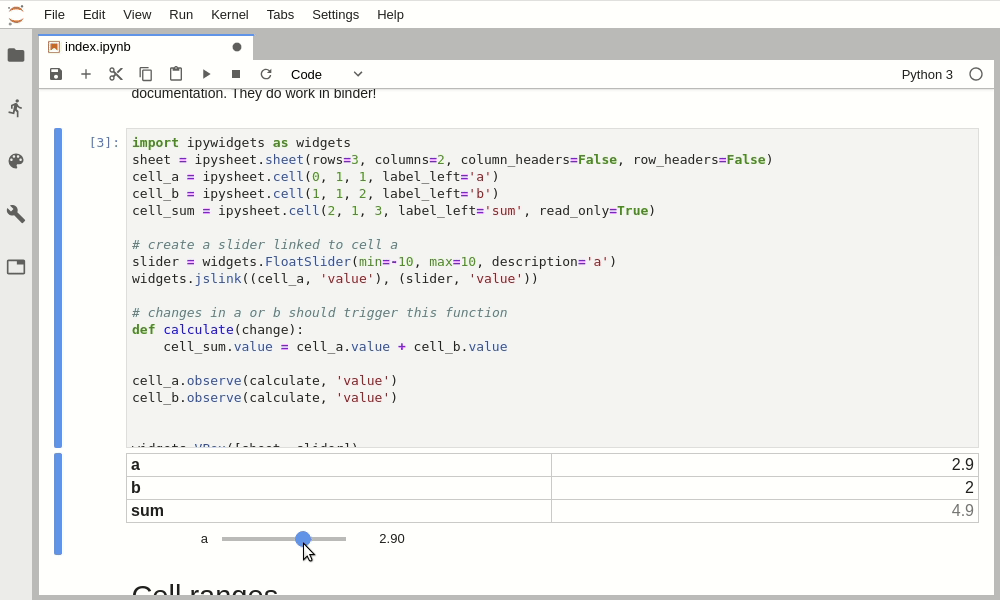 File Edit View Run Kernel Tabs Settings Help
index.ipynb
Code Python 3
documentation. They do work in binder!
[3]: import ipywidgets as widgets
sheet = ipysheet.sheet(rows=3, columns=2, column_headers=False, row_headers=False)
cell_a = ipysheet.cell(0, 1, 1, label_left='a')
cell_b = ipysheet.cell(1, 1, 2, label_left='b')
cell_sum = ipysheet.cell(2, 1, 3, label_left='sum', read_only=True)
# create a slider linked to cell a
slider = widgets.FloatSlider(min=-10, max=10, description='a')
widgets.jslink((cell_a, 'value'), (slider, 'value'))
# changes in a or b should trigger this function
def calculate(change):
    cell_sum.value = cell_a.value + cell_b.value
cell_a.observe(calculate, 'value')
cell_b.observe(calculate, 'value')
widgets.VBox([sheet, slider])
a 2.9
b 2
sum 4.9
a 2.90
Cell ranges